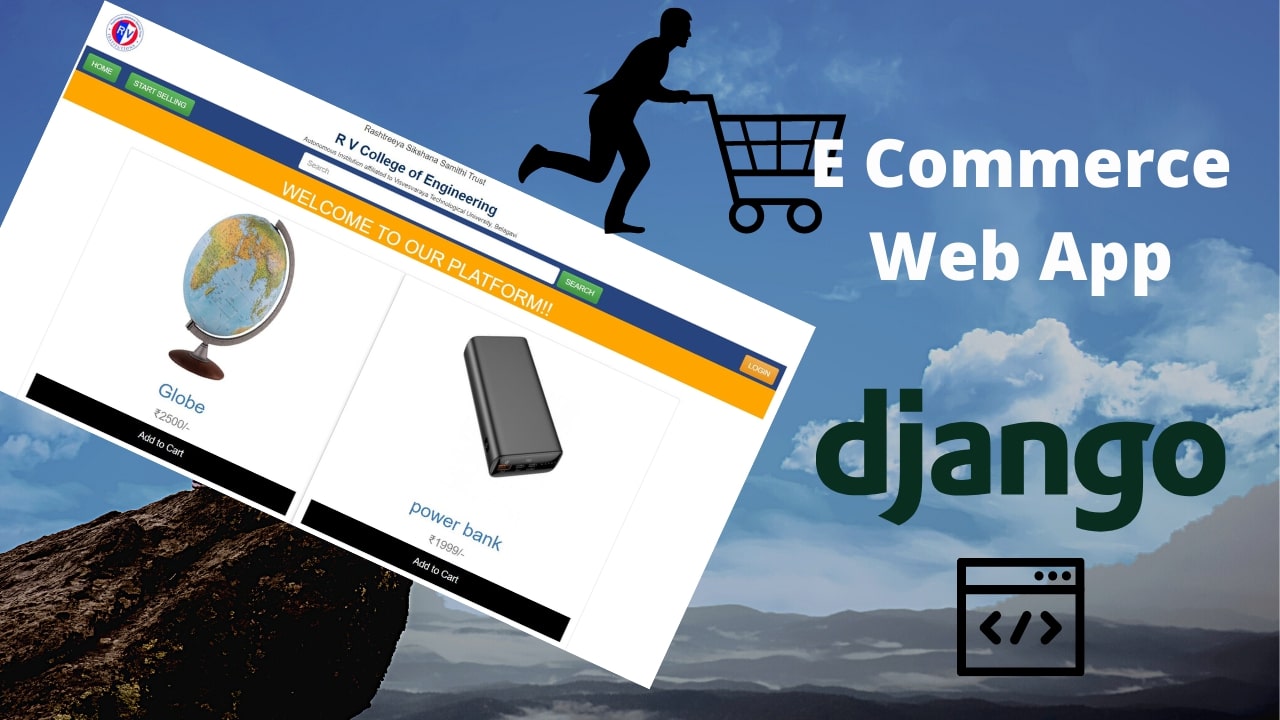 RV
Rashtreeya Sikshana Samithi Trust
R V College of Engineering
Autonomous Institution affiliated to Visvesvaraya Technological University, Belagavi
HOME
START SELLING
Search
SEARCH
LOGIN
WELCOME TO OUR PLATFORM!!
Globe
₹2500/-
Add to Cart
power bank
₹1999/-
Add to Cart
E Commerce
Web App
django
</>